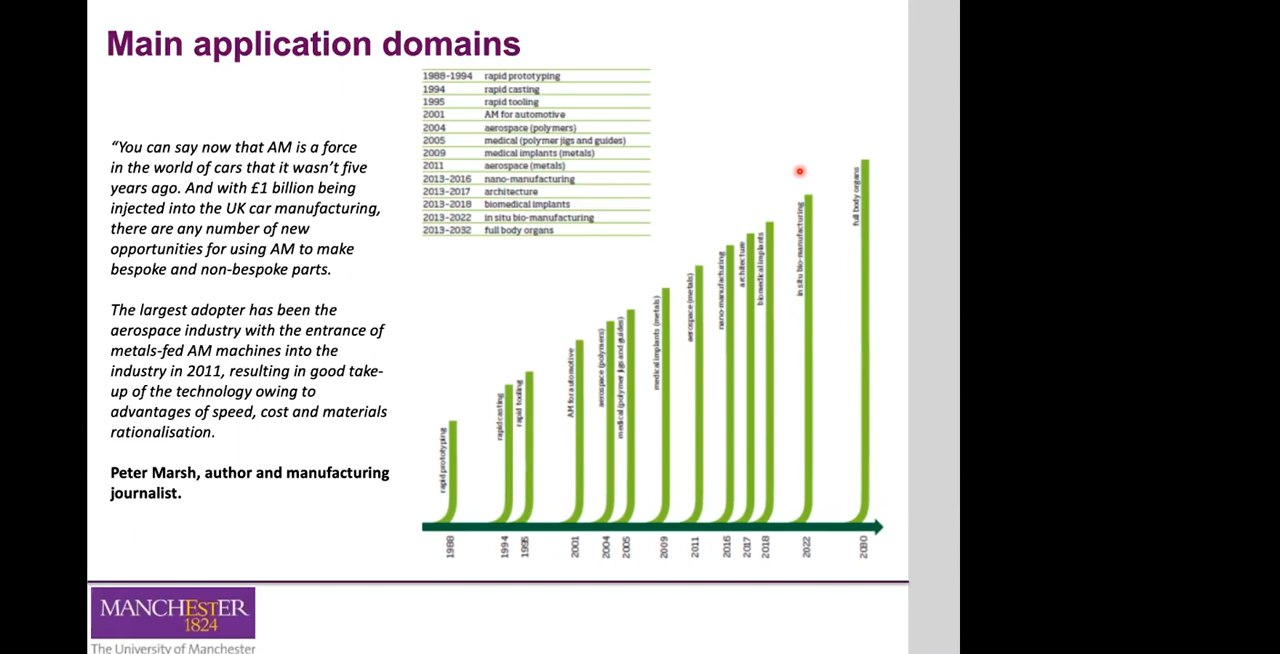 Main application domains
1988-1994 rapid prototyping
1994 rapid casting
1995 rapid tooling
2001 AM for automotive
2004 aerospace (polymers)
2005 medical (polymer jigs and guides)
2009 medical implants (metals)
2011 aerospace (metals)
2013-2016 nano-manufacturing
2013-2017 architecture
2013-2018 biomedical implants
2013-2022 in situ bio-manufacturing
2013-2032 full body organs
“You can say now that AM is a force
in the world of cars that it wasn’t five
years ago. And with £1 billion being
injected into the UK car manufacturing,
there are any number of new
opportunities for using AM to make
bespoke and non-bespoke parts.
The largest adopter has been the
aerospace industry with the entrance of
metals-fed AM machines into the
industry in 2011, resulting in good take-
up of the technology owing to
advantages of speed, cost and materials
rationalisation.
Peter Marsh, author and manufacturing
journalist.
rapid prototyping
rapid casting
rapid tooling
AM for automotive
aerospace (polymers)
medical (polymer jigs and guides)
medical implants (metals)
aerospace (metals)
nano-manufacturing
architecture
biomedical implants
in situ bio-manufacturing
full body organs
1988
1994
1995
2001
2004
2005
2009
2011
2016
2017
2018
2022
2030
MANCHESTER
1824
The University of Manchester